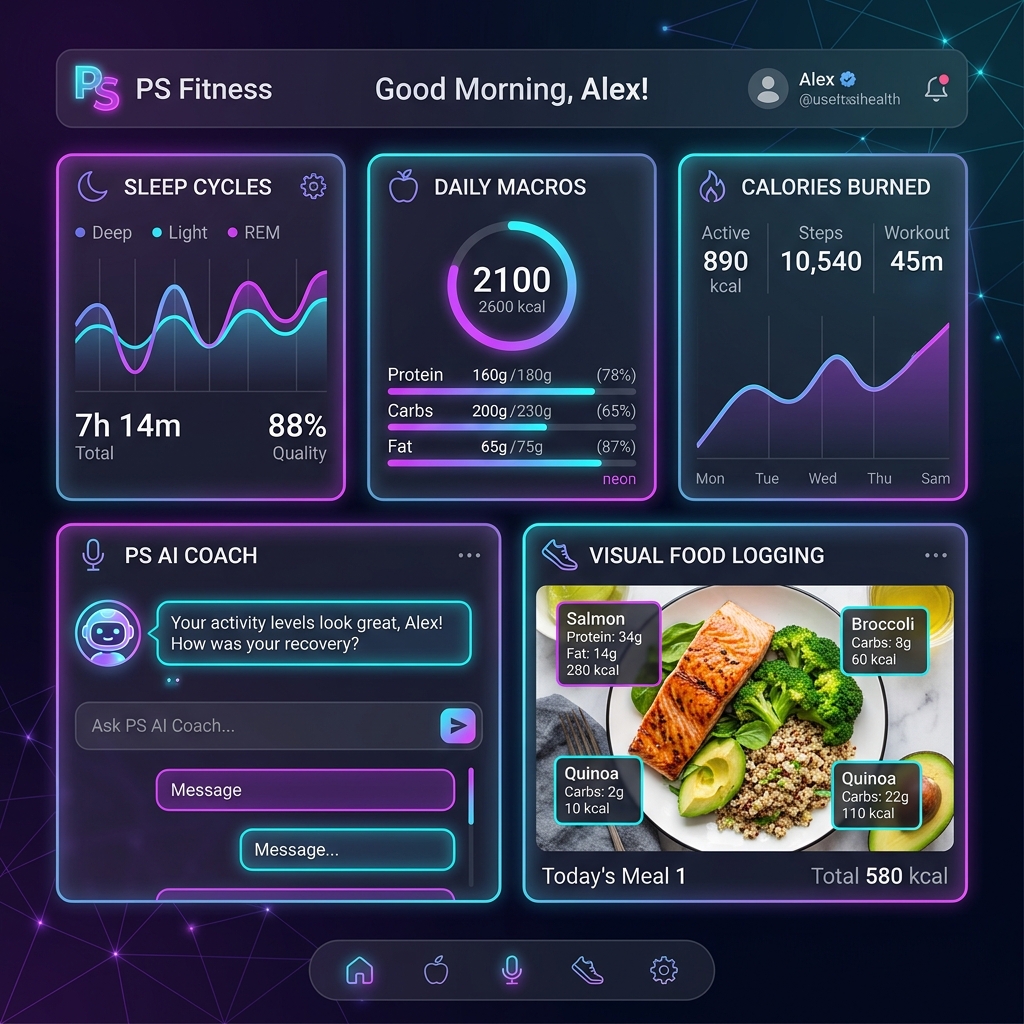 PS
PS Fitness
Good Morning, Alex!
Alex
SLEEP CYCLES
Deep
Light
REM
7h 14m
Total
88%
Quality
DAILY MACROS
2100
2600 kcal
Protein 160g/180g (78%)
Carbs 200g/230g (65%)
Fat 65g/75g (87%)
neon
CALORIES BURNED
Active
890
kcal
Steps
10,540
Workout
45m
Mon Tue Wed Thu Sam
PS AI COACH
Your activity levels look great, Alex!
How was your recovery?
Ask PS AI Coach...
Message
Message...
VISUAL FOOD LOGGING
Salmon
Protein: 34g
Fat: 14g
280 kcal
Broccoli
Carbs: 8g
60 kcal
Quinoa
Carbs: 2g
10 kcal
Quinoa
Carbs: 22g
110 kcal
Today's Meal 1
Total 580 kcal